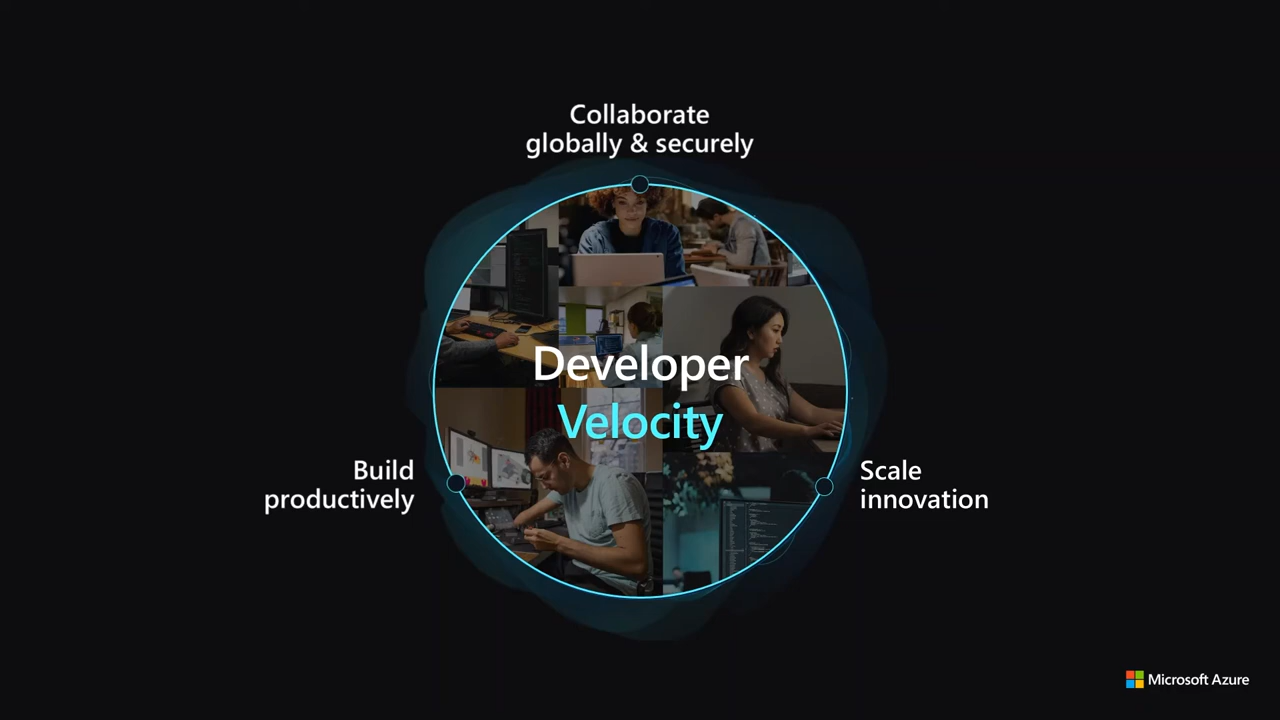 Collaborate
globally & securely
Developer
Velocity
Build
productively
Scale
innovation
Microsoft Azure